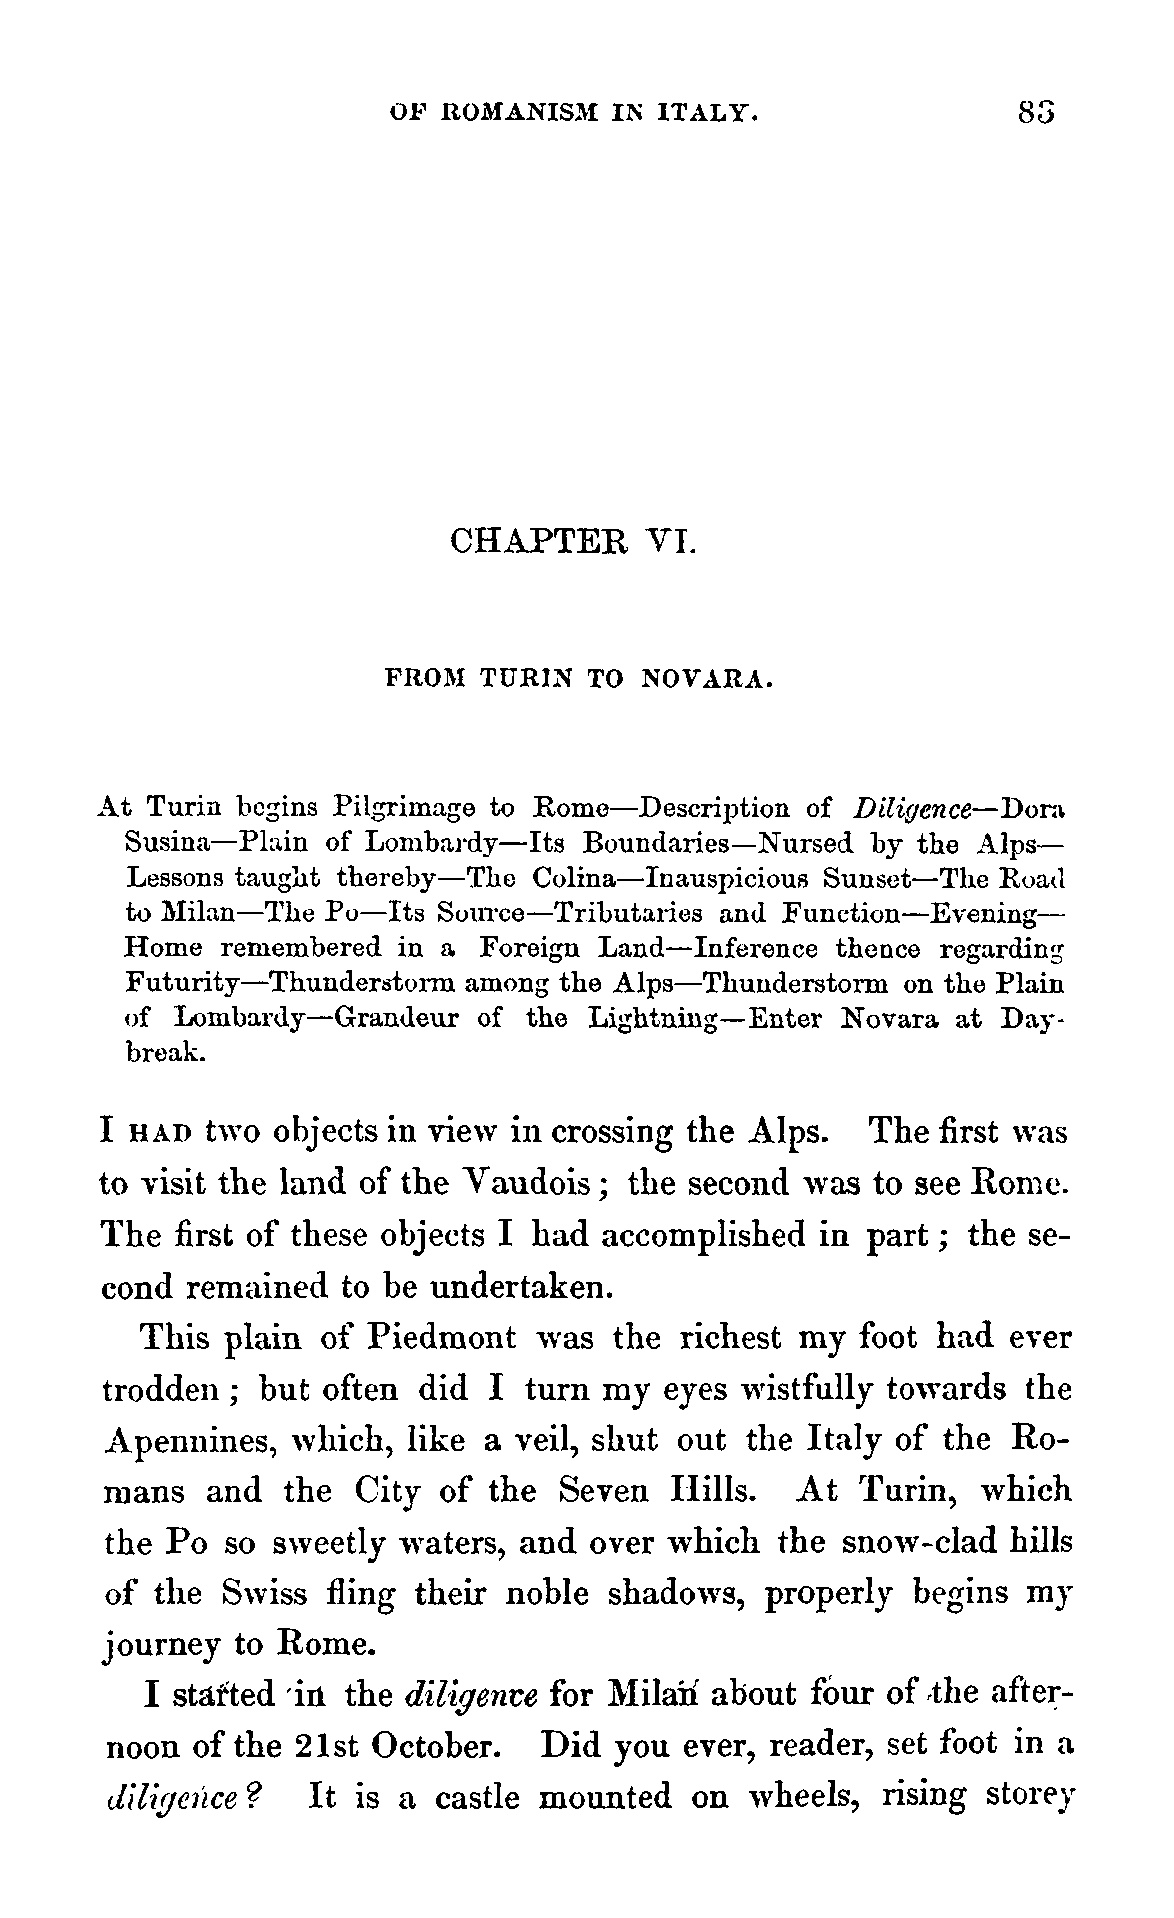 OF ROMANISM IN ITALY. 83
CHAPTER VI.
FROM TURIN TO NOVARA.
At Turin begins Pilgrimage to Rome—Description of Diligence—Dora
Susina—Plain of Lombardy—Its Boundaries—Nursed by the Alps—
Lessons taught thereby—The Colina—Inauspicious Sunset—The Road
to Milan—The Po—Its Source—Tributaries and Function—Evening—
Home remembered in a Foreign Land—Inference thence regarding
Futurity—Thunderstorm among the Alps—Thunderstorm on the Plain
of Lombardy—Grandeur of the Lightning—Enter Novara at Day-
break.
I HAD two objects in view in crossing the Alps. The first was
to visit the land of the Vaudois; the second was to see Rome.
The first of these objects I had accomplished in part; the se-
cond remained to be undertaken.
This plain of Piedmont was the richest my foot had ever
trodden; but often did I turn my eyes wistfully towards the
Apennines, which, like a veil, shut out the Italy of the Ro-
mans and the City of the Seven Hills. At Turin, which
the Po so sweetly waters, and over which the snow-clad hills
of the Swiss fling their noble shadows, properly begins my
journey to Rome.
I started in the diligence for Milan about four of the after-
noon of the 21st October. Did you ever, reader, set foot in a
diligence? It is a castle mounted on wheels, rising storey